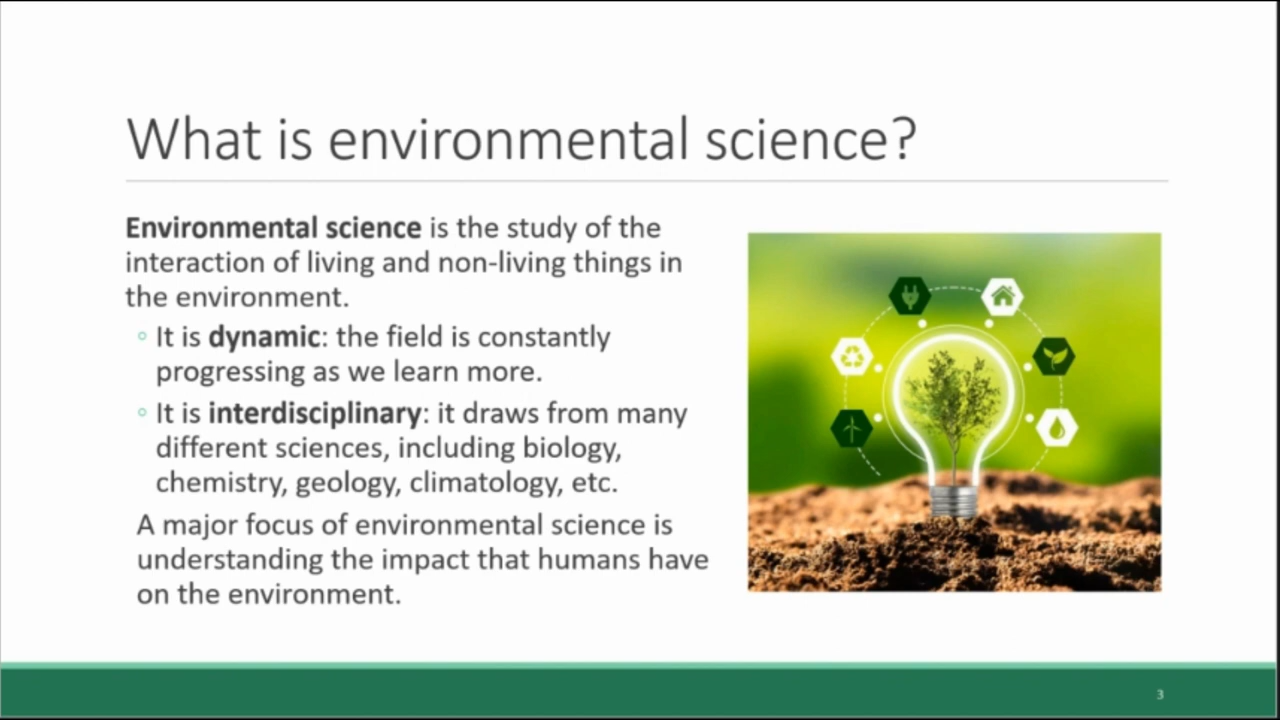 What is environmental science?
Environmental science is the study of the
interaction of living and non-living things in
the environment.
◦ It is dynamic: the field is constantly
progressing as we learn more.
◦ It is interdisciplinary: it draws from many
different sciences, including biology,
chemistry, geology, climatology, etc.
A major focus of environmental science is
understanding the impact that humans have
on the environment.
3